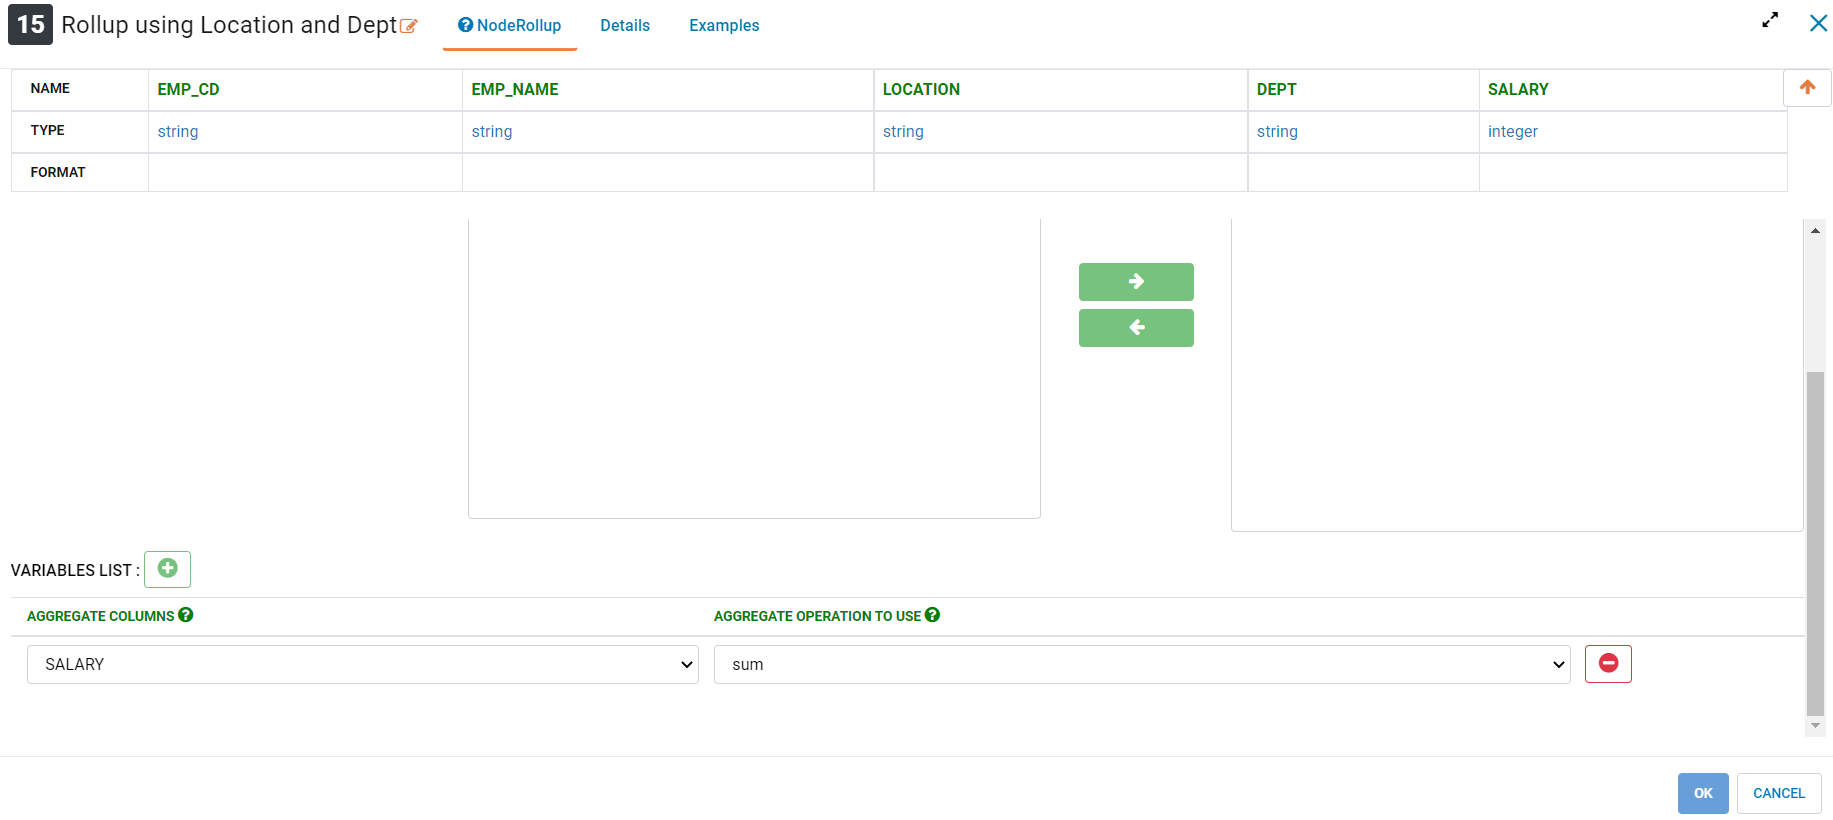 15 Rollup using Location and Dept NodeRollup Details Examples
NAME EMP_CD EMP_NAME LOCATION DEPT SALARY
TYPE string string string string integer
FORMAT
VARIABLES LIST :
AGGREGATE COLUMNS AGGREGATE OPERATION TO USE
SALARY sum
OK CANCEL